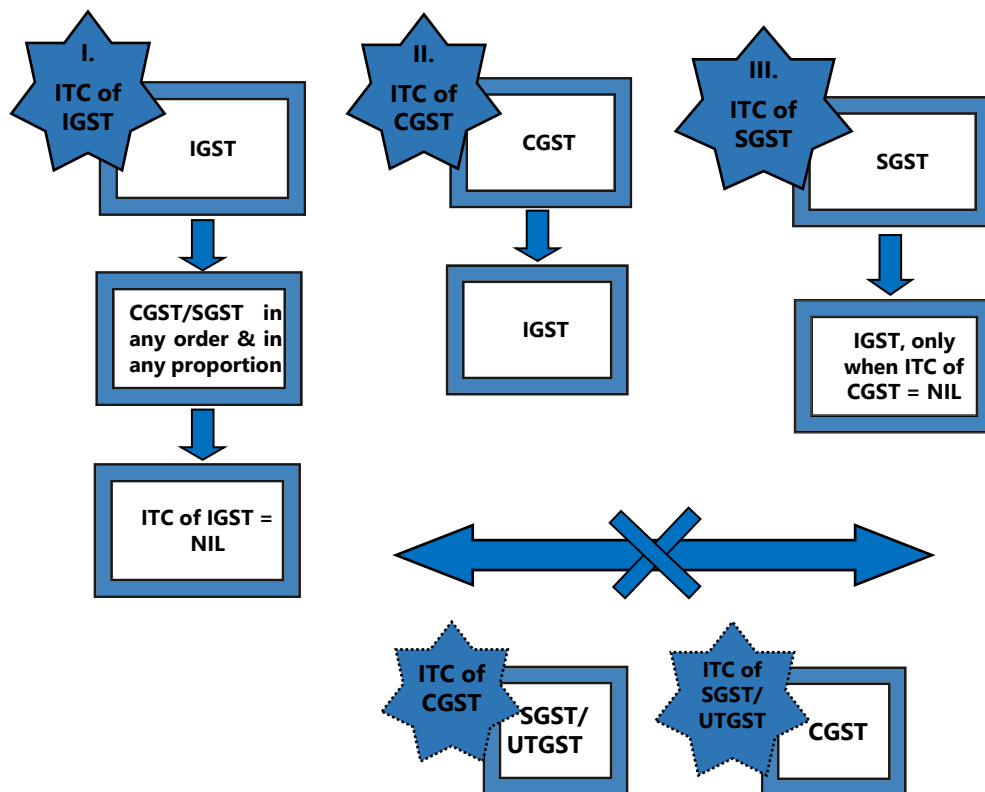 I.
ITC of
IGST
IGST
CGST/SGST in
any order & in
any proportion
ITC of IGST =
NIL
II.
ITC of
CGST
CGST
IGST
III.
ITC of
SGST
SGST
IGST, only
when ITC of
CGST = NIL
ITC of
CGST
SGST/
UTGST
ITC of
SGST/
UTGST
CGST